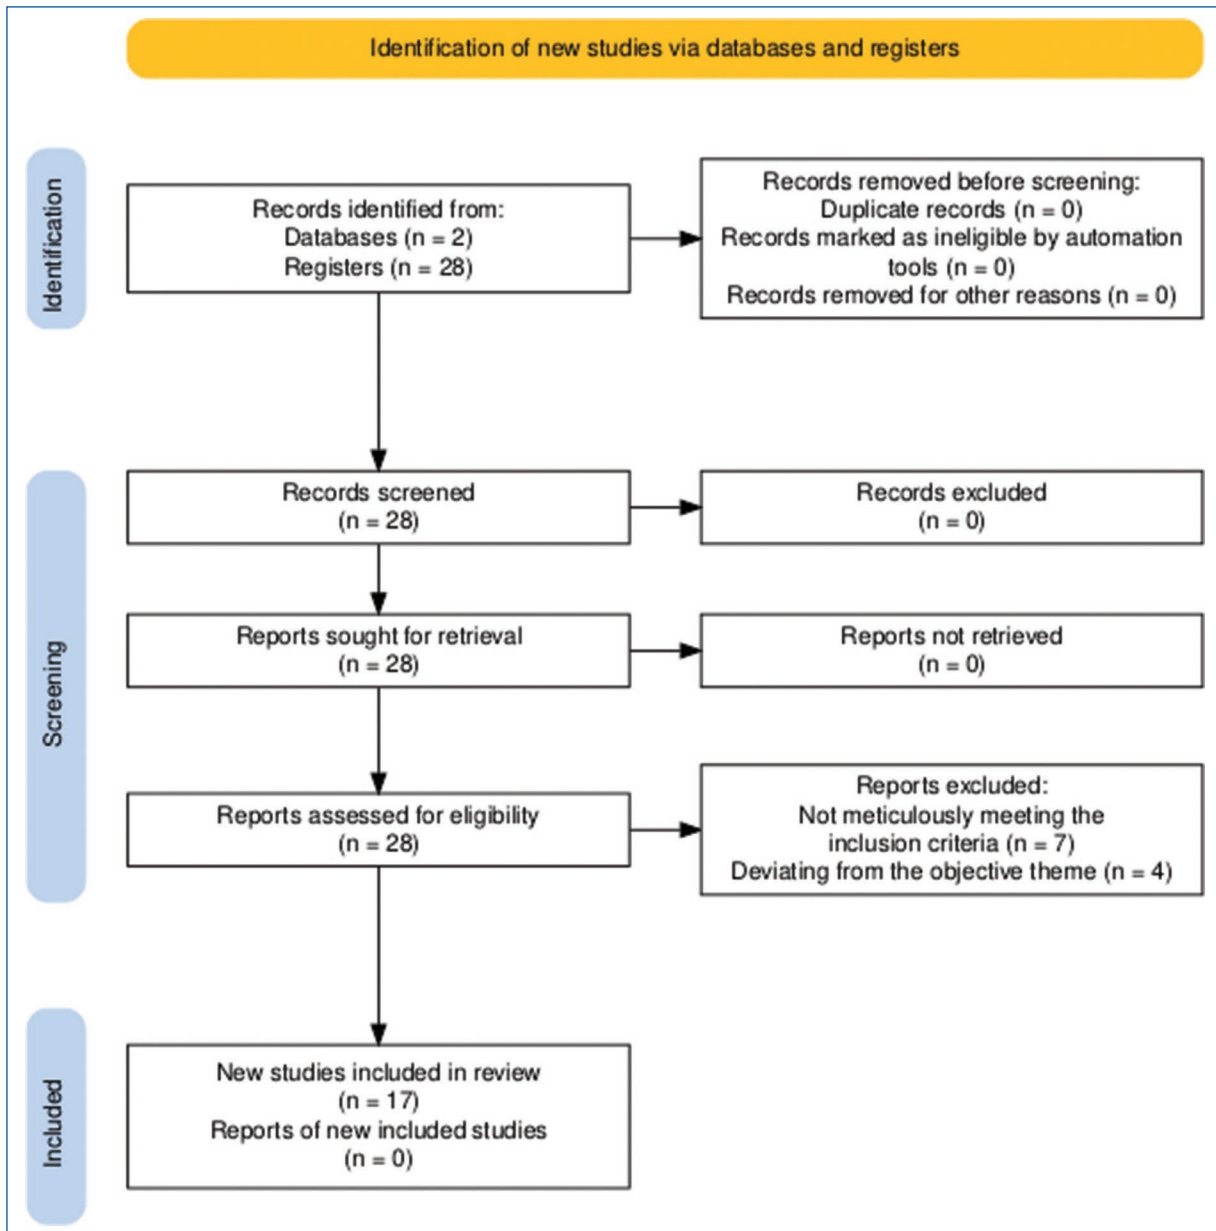 Identification of new studies via databases and registers
Identification
Records identified from:
Databases (n = 2)
Registers (n = 28)
Records removed before screening:
Duplicate records (n = 0)
Records marked as ineligible by automation
tools (n = 0)
Records removed for other reasons (n = 0)
Screening
Records screened
(n = 28)
Records excluded
(n = 0)
Reports sought for retrieval
(n = 28)
Reports not retrieved
(n = 0)
Reports assessed for eligibility
(n = 28)
Reports excluded:
Not meticulously meeting the
inclusion criteria (n = 7)
Deviating from the objective theme (n = 4)
Included
New studies included in review
(n = 17)
Reports of new included studies
(n = 0)